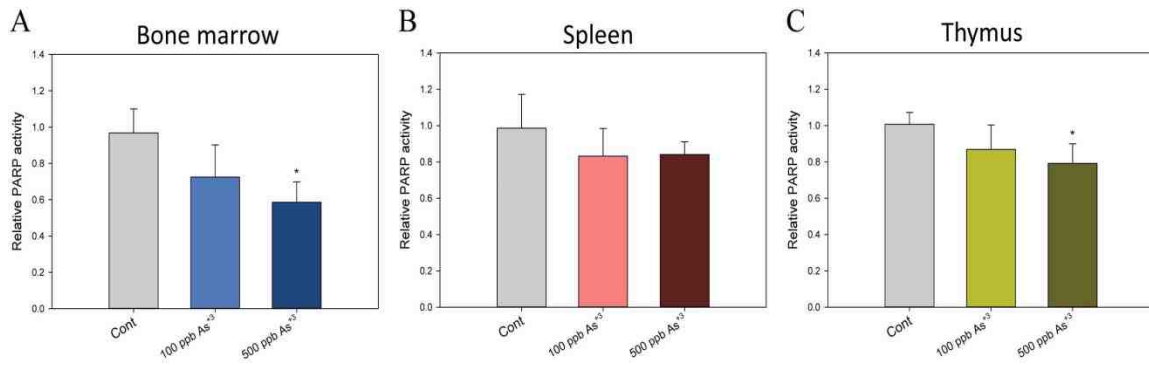 A
Bone marrow
Relative PARP activity
1.4
1.2
1.0
0.8
0.6
0.4
0.2
0.0
*
Cont
100 ppb As+3
500 ppb As+3
B
Spleen
Relative PARP activity
1.4
1.2
1.0
0.8
0.6
0.4
0.2
0.0
Cont
100 ppb As+3
500 ppb As+3
C
Thymus
Relative PARP activity
1.4
1.2
1.0
0.8
0.6
0.4
0.2
0.0
*
Cont
100 ppb As+3
500 ppb As+3